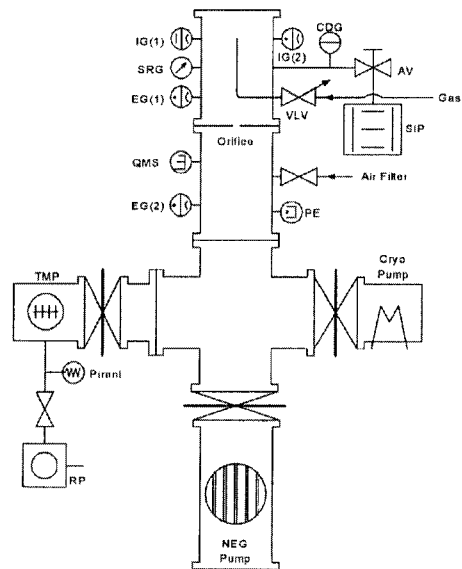 CDG
IG(1)
IG(2)
SRG
AV
EG(1)
VLV
Gas
SIP
Orifice
QMS
Air Filter
EG(2)
PE
TMP
Cryo
Pump
Pirani
RP
NEG
Pump